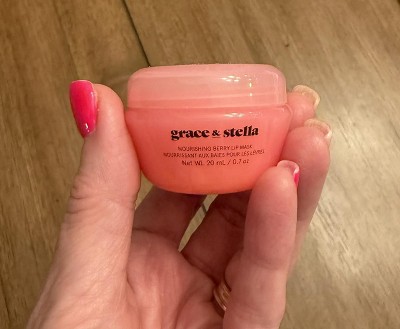 grace & stella
NOURISHING BERRY LIP MASK
NOURRISSANT AUX BAIES POUR LES LÈVRES
Net Wt. 20 mL / 0.7 oz